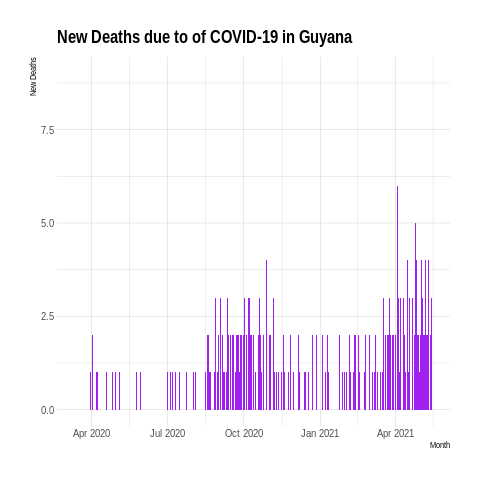 New Deaths due to of COVID-19 in Guyana
New Deaths
7.5
5.0
2.5
0.0
Apr 2020 Jul 2020 Oct 2020 Jan 2021 Apr 2021
Month